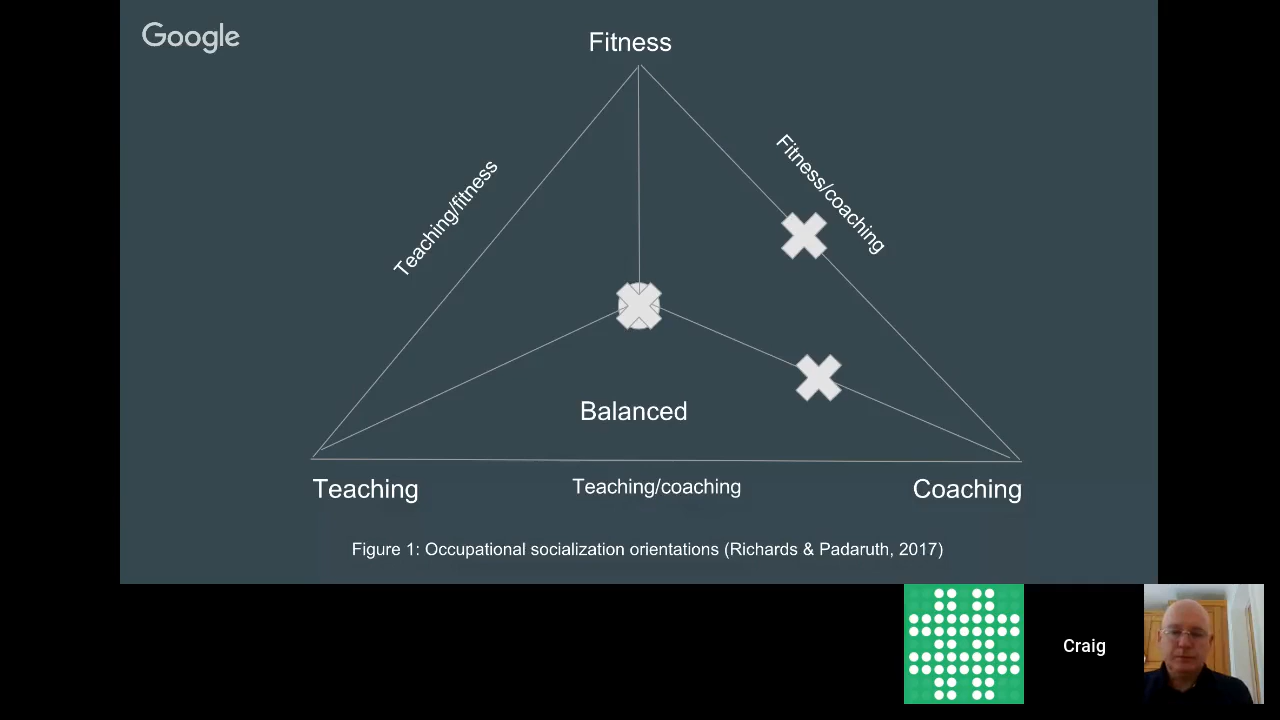 Google
Fitness
Teaching/fitness
Fitness/coaching
Balanced
Teaching
Teaching/coaching
Coaching
Figure 1: Occupational socialization orientations (Richards & Padaruth, 2017)
Craig